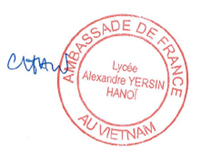 AMBASSADE DE FRANCE
Lycée
Alexandre YERSIN
HANOÏ
AU VIETNAM